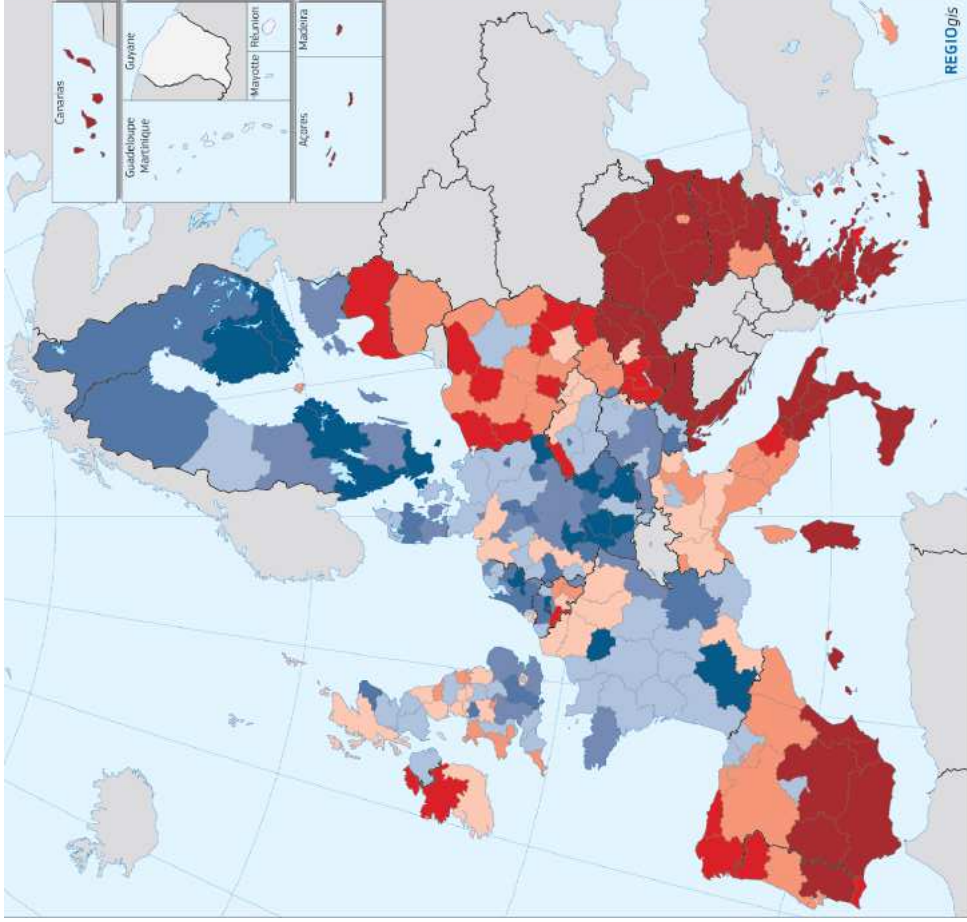 Canarias
Guyane
Guadeloupe
Martinique
Mayotte
Réunion
Açores
Madeira
REGIOgis